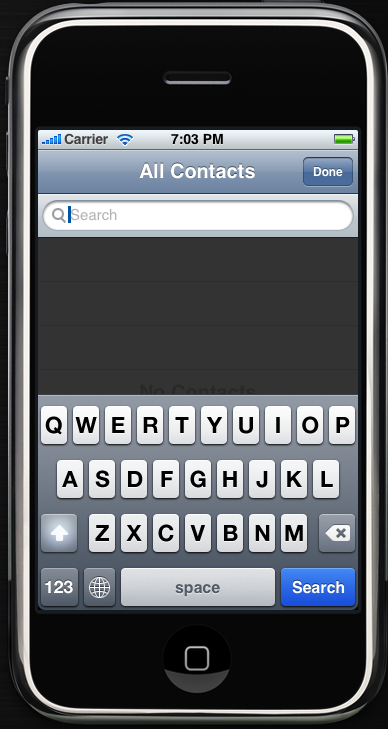 Carrier 7:03 PM
All Contacts Done
Search
No Contacts
Q W E R T Y U I O P
A S D F G H J K L
Z X C V B N M
123 space Search